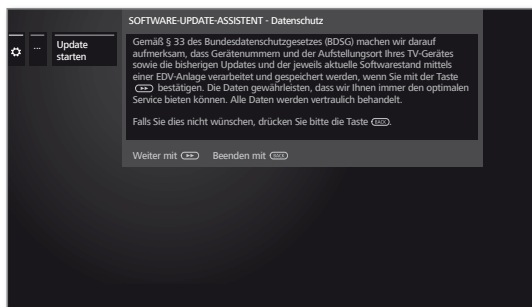 SOFTWARE-UPDATE-ASSISTENT - Datenschutz
... Update
starten
Gemäß § 33 des Bundesdatenschutzgesetzes (BDSG) machen wir darauf
aufmerksam, dass Gerätenummern und der Aufstellungsort Ihres TV-Gerätes
sowie die bisherigen Updates und der jeweils aktuelle Softwarestand mittels
einer EDV-Anlage verarbeitet und gespeichert werden, wenn Sie mit der Taste
bestätigen. Die Daten gewährleisten, dass wir Ihnen immer den optimalen
Service bieten können. Alle Daten werden vertraulich behandelt.
Falls Sie dies nicht wünschen, drücken Sie bitte die Taste BACK.
Weiter mit Beenden mit BACK